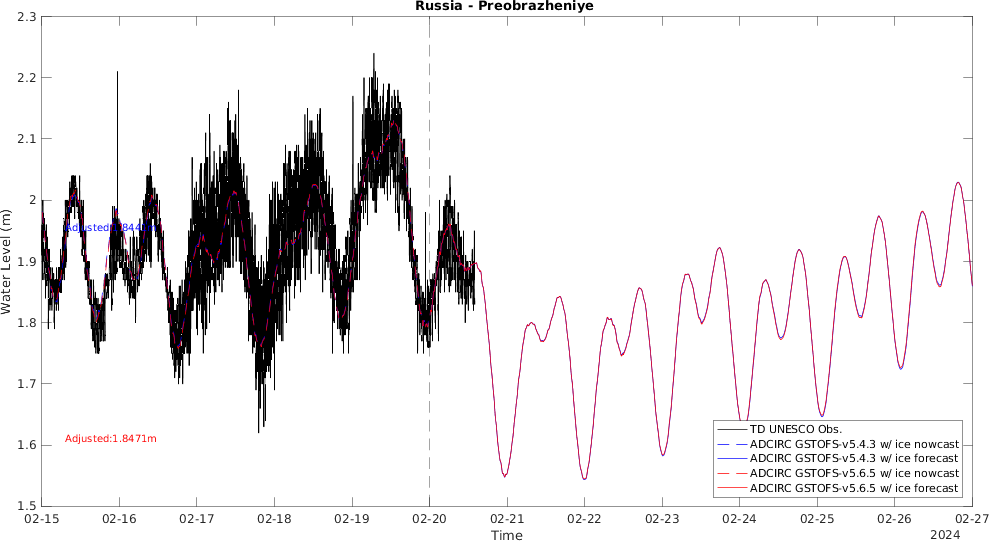 Russia - Preobrazheniye
2.3
2.2
2.1
2
1.9
1.8
1.7
1.6
1.5
Water Level (m)
Adjusted:
Adjusted:1.8471m
TD UNESCO Obs.
ADCIRC GSTOFS-v5.4.3 w/ ice nowcast
ADCIRC GSTOFS-v5.4.3 w/ ice forecast
ADCIRC GSTOFS-v5.6.5 w/ ice nowcast
ADCIRC GSTOFS-v5.6.5 w/ ice forecast
02-15 02-16 02-17 02-18 02-19 02-20 02-21 02-22 02-23 02-24 02-25 02-26 02-27
Time
2024